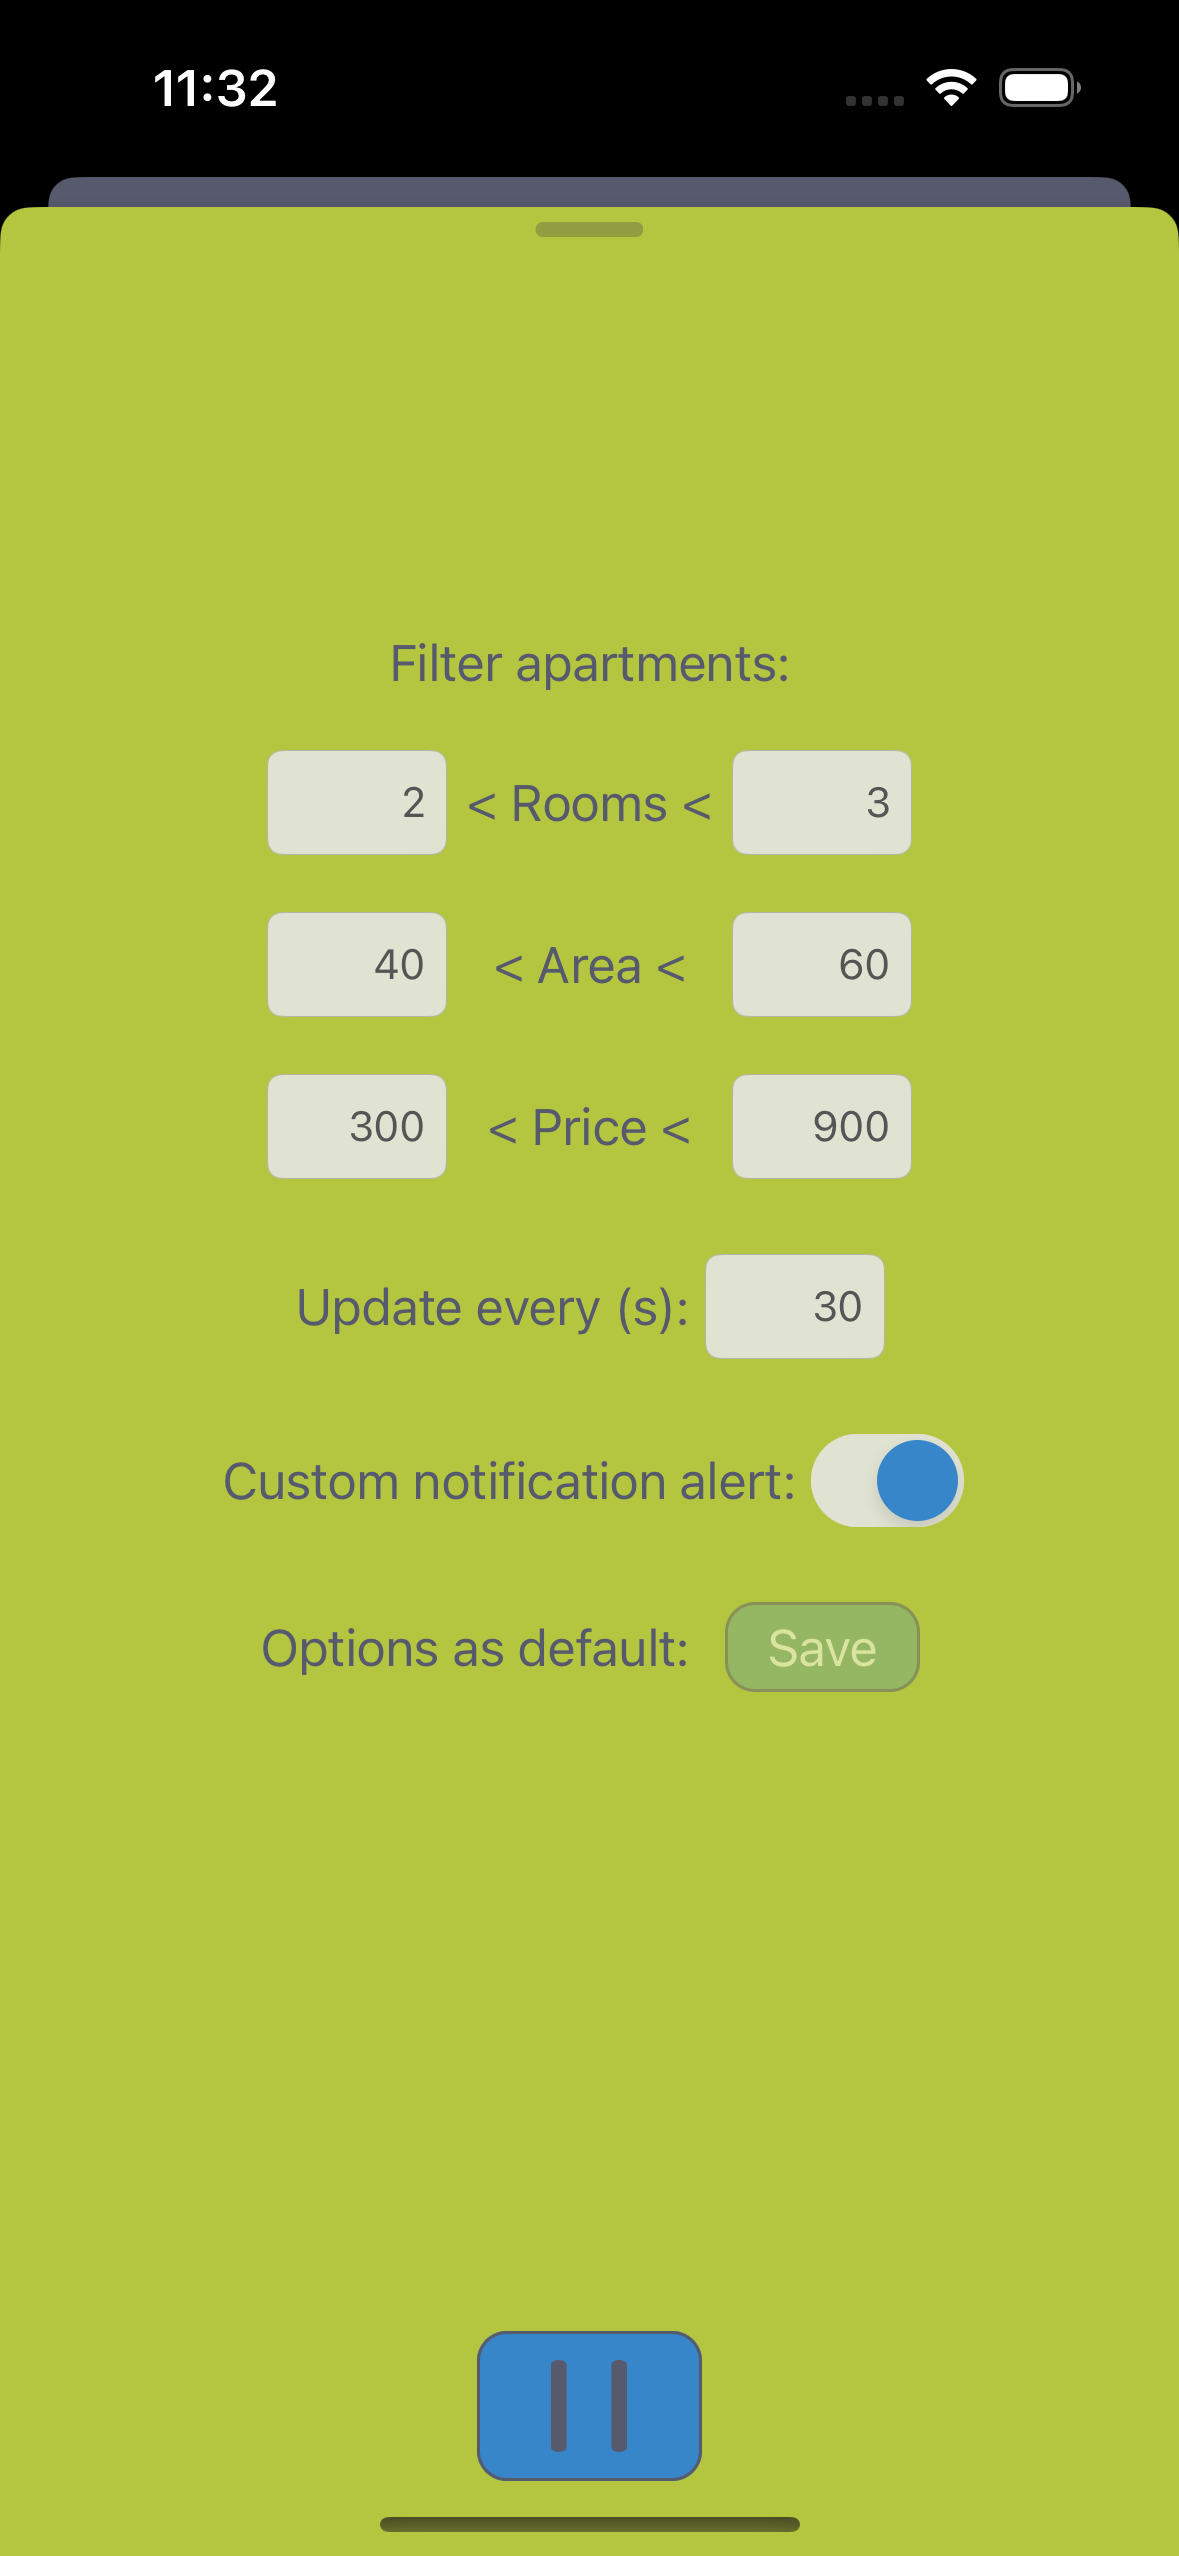 11:32
Filter apartments:
2 < Rooms < 3
40 < Area < 60
300 < Price < 900
Update every (s): 30
Custom notification alert:
Options as default: Save